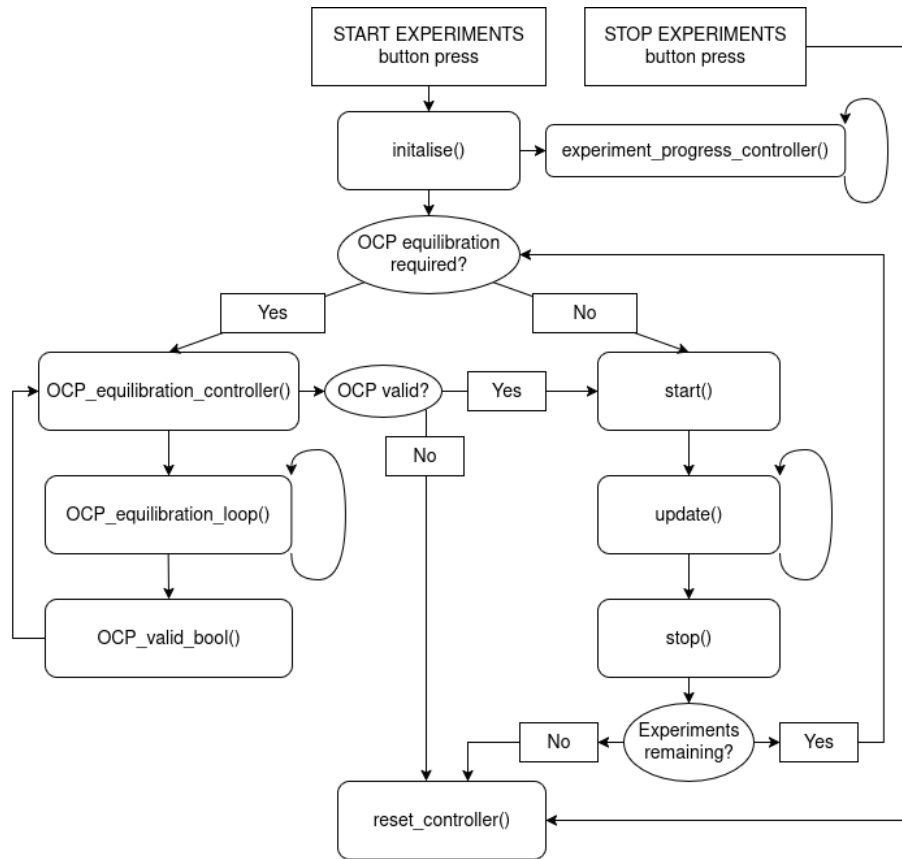 START EXPERIMENTS
button press
STOP EXPERIMENTS
button press
initalise()
experiment_progress_controller()
OCP equilibration
required?
Yes
No
OCP_equilibration_controller()
OCP valid?
Yes
start()
No
OCP_equilibration_loop()
update()
OCP_valid_bool()
stop()
No
Experiments
remaining?
Yes
reset_controller()